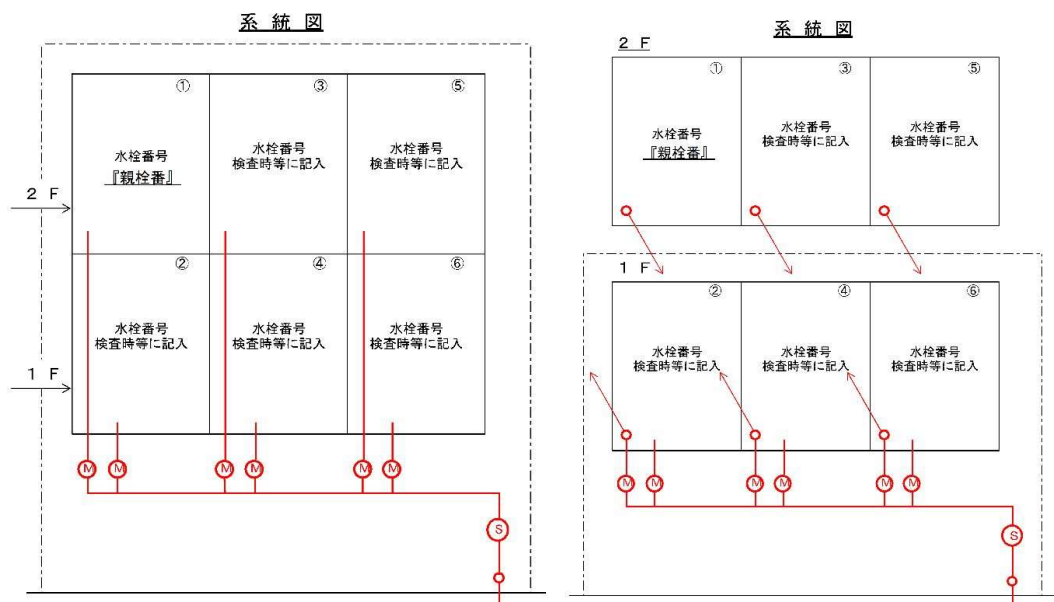 系 統 図
①
③
⑤
水栓番号
『親栓番』
水栓番号
検査時等に記入
水栓番号
検査時等に記入
2 F
②
④
⑥
水栓番号
検査時等に記入
水栓番号
検査時等に記入
水栓番号
検査時等に記入
1 F
M
M
M
M
M
M
S
系 統 図
2 F
①
③
⑤
水栓番号
『親栓番』
水栓番号
検査時等に記入
水栓番号
検査時等に記入
1 F
②
④
⑥
水栓番号
検査時等に記入
水栓番号
検査時等に記入
水栓番号
検査時等に記入
M
M
M
M
M
M
S